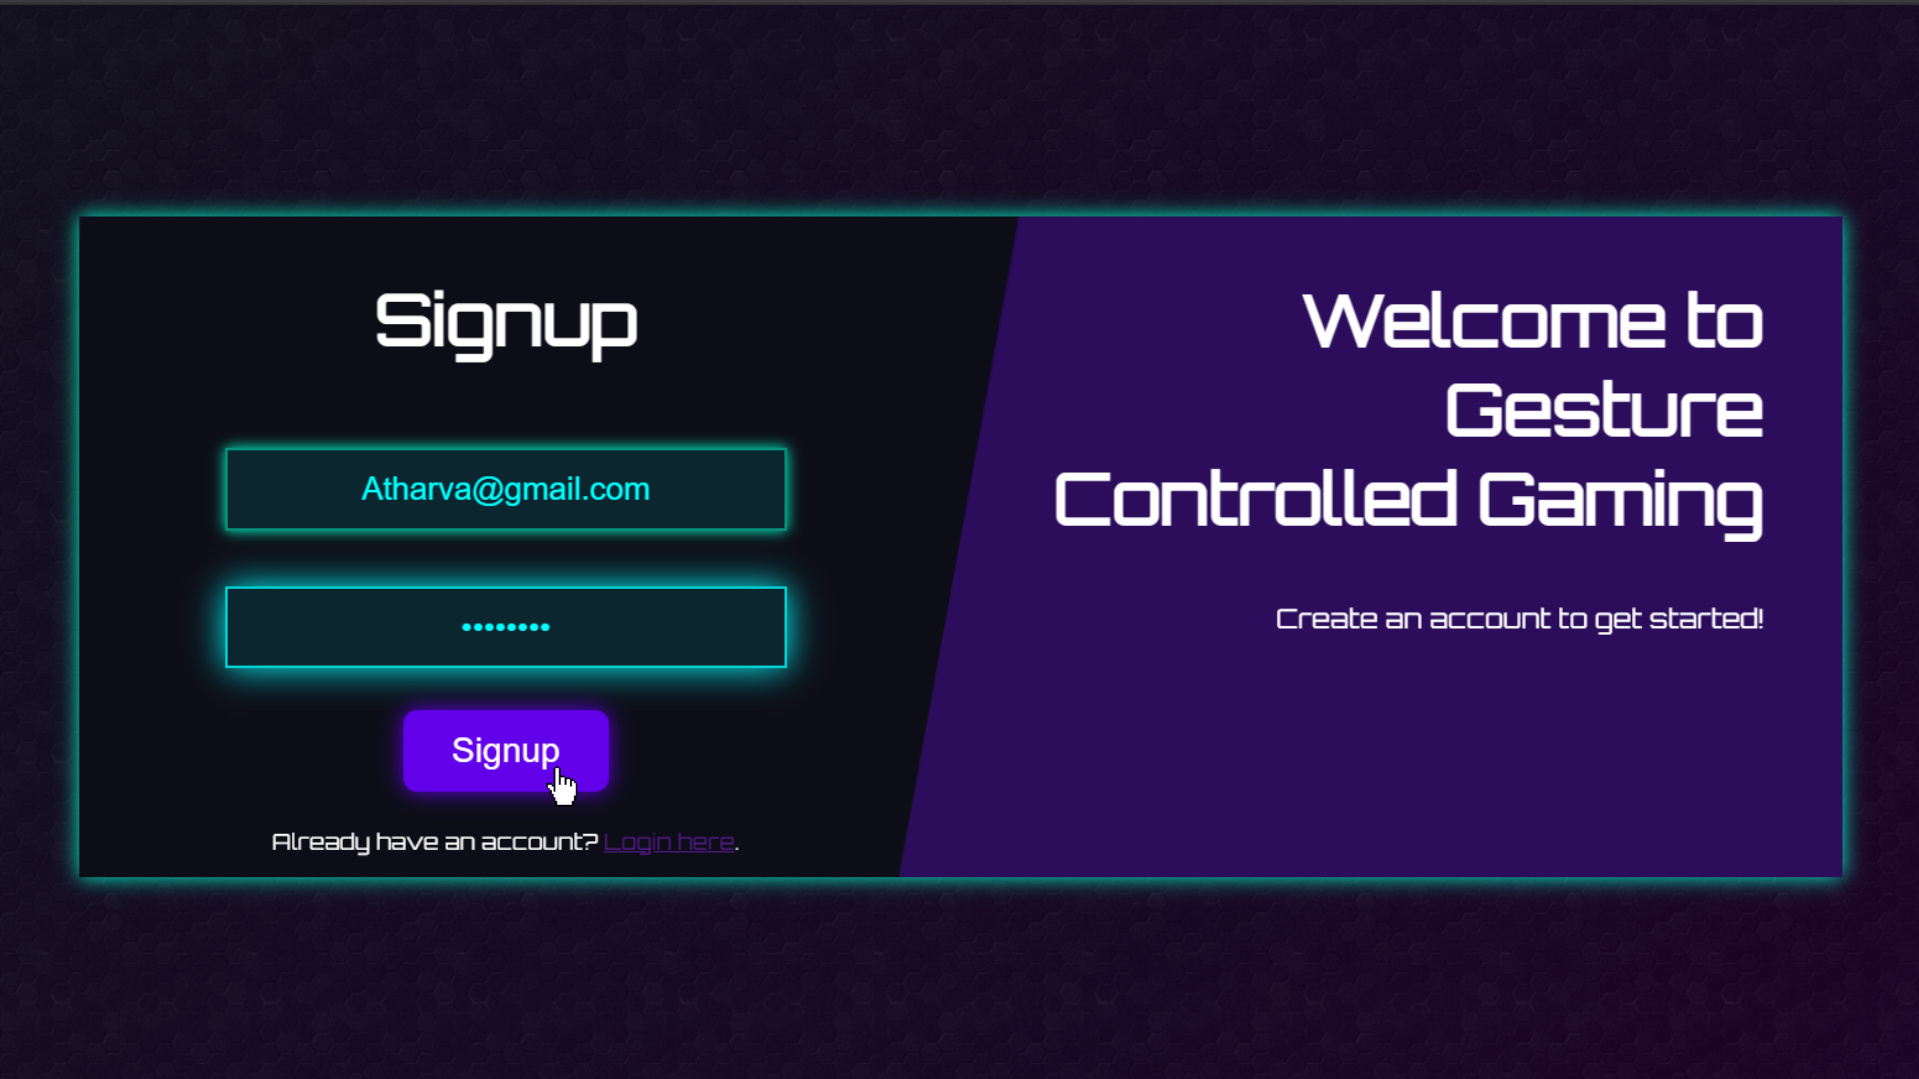 Signup
Atharva@gmail.com
••••••••
Signup
Already have an account? Login here.
Welcome to
Gesture
Controlled Gaming
Create an account to get started!